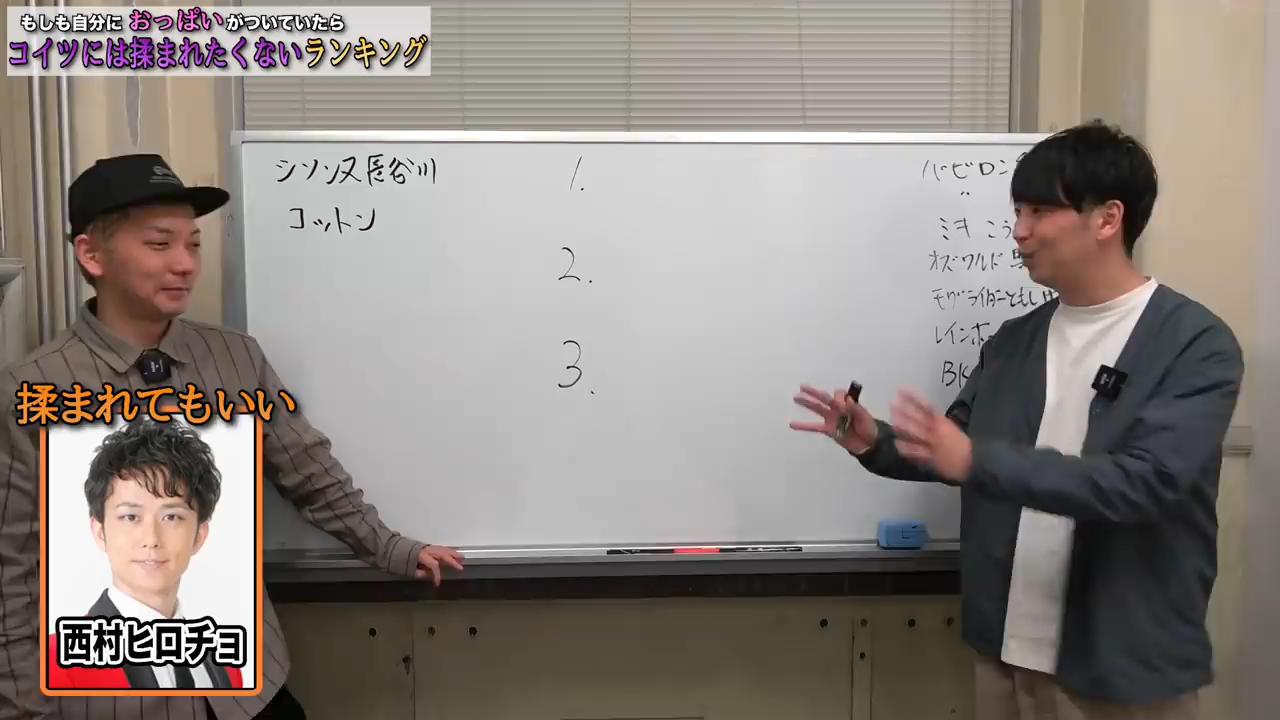 もしも自分に おっぱい がついていたら
コイツには揉まれたくないランキング
シソンヌ長谷川
コットン
1.
2.
3.
バビロン
〃
ミキ こう
オズワルド
モグライダーともしげ
レインボー
BK
揉まれてもいい
西村ヒロチョ